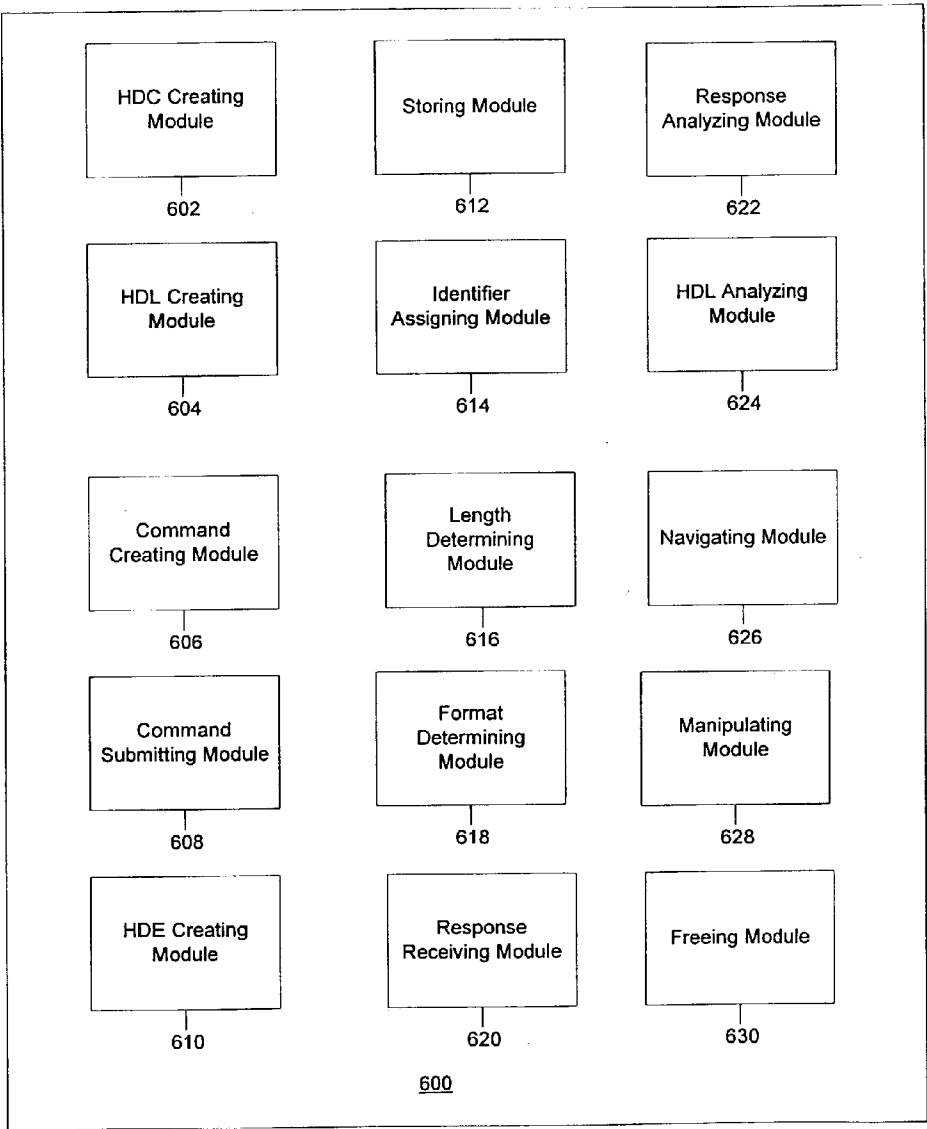 HDC Creating
Module
602
Storing Module
612
Response
Analyzing Module
622
HDL Creating
Module
604
Identifier
Assigning Module
614
HDL Analyzing
Module
624
Command
Creating Module
606
Length
Determining
Module
616
Navigating Module
626
Command
Submitting Module
608
Format
Determining
Module
618
Manipulating
Module
628
HDE Creating
Module
610
Response
Receiving Module
620
Freeing Module
630
600